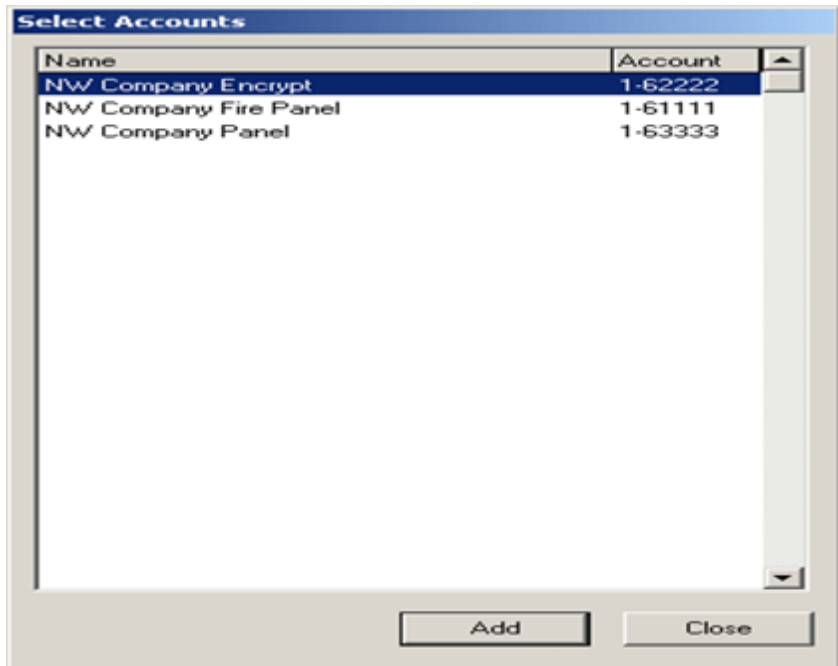 Select Accounts
Name Account
NW Company Encrypt 1-62222
NW Company Fire Panel 1-61111
NW Company Panel 1-63333
Add Close